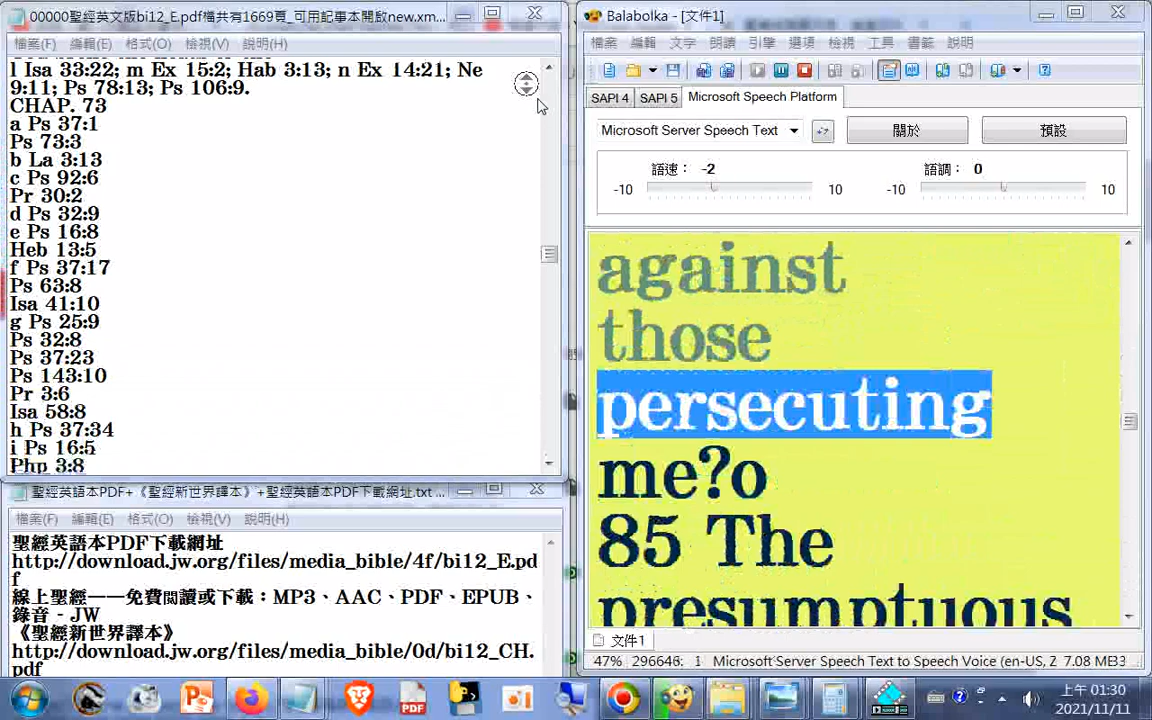 00000聖經英文版bi12_E.pdf檔共有1669頁_可用記事本開啟new.xm...
檔案(F) 編輯(E) 格式(O) 檢視(V) 說明(H)
l Isa 33:22; m Ex 15:2; Hab 3:13; n Ex 14:21; Ne
9:11; Ps 78:13; Ps 106:9.
CHAP. 73
a Ps 37:1
Ps 73:3
b La 3:13
c Ps 92:6
Pr 30:2
d Ps 32:9
e Ps 16:8
Heb 13:5
f Ps 37:17
Ps 63:8
Isa 41:10
g Ps 25:9
Ps 32:8
Ps 37:23
Ps 143:10
Pr 3:6
Isa 58:8
h Ps 37:34
i Ps 16:5
Php 3:8
聖經英語本PDF+《聖經新世界譯本》+聖經英語本PDF下載網址.txt ...
檔案(F) 編輯(E) 格式(O) 檢視(V) 說明(H)
聖經英語本PDF下載網址
http://download.jw.org/files/media_bible/4f/bi12_E.pd
f
線上聖經——免費閱讀或下載：MP3、AAC、PDF、EPUB、
錄音 - JW
《聖經新世界譯本》
http://download.jw.org/files/media_bible/0d/bi12_CH.
pdf
Balabolka - [文件1]
檔案 編輯 文字 朗讀 引擎 選項 檢視 工具 書籤 說明
SAPI 4 SAPI 5 Microsoft Speech Platform
Microsoft Server Speech Text 關於 預設
語速： -2 語調： 0
-10 10 -10 10
against
those
persecuting
me?o
85 The
presumptuous
文件1
47% 296646: 1 Microsoft Server Speech Text to Speech Voice (en-US, Z 7.08 MB
上午 01:30
2021/11/11